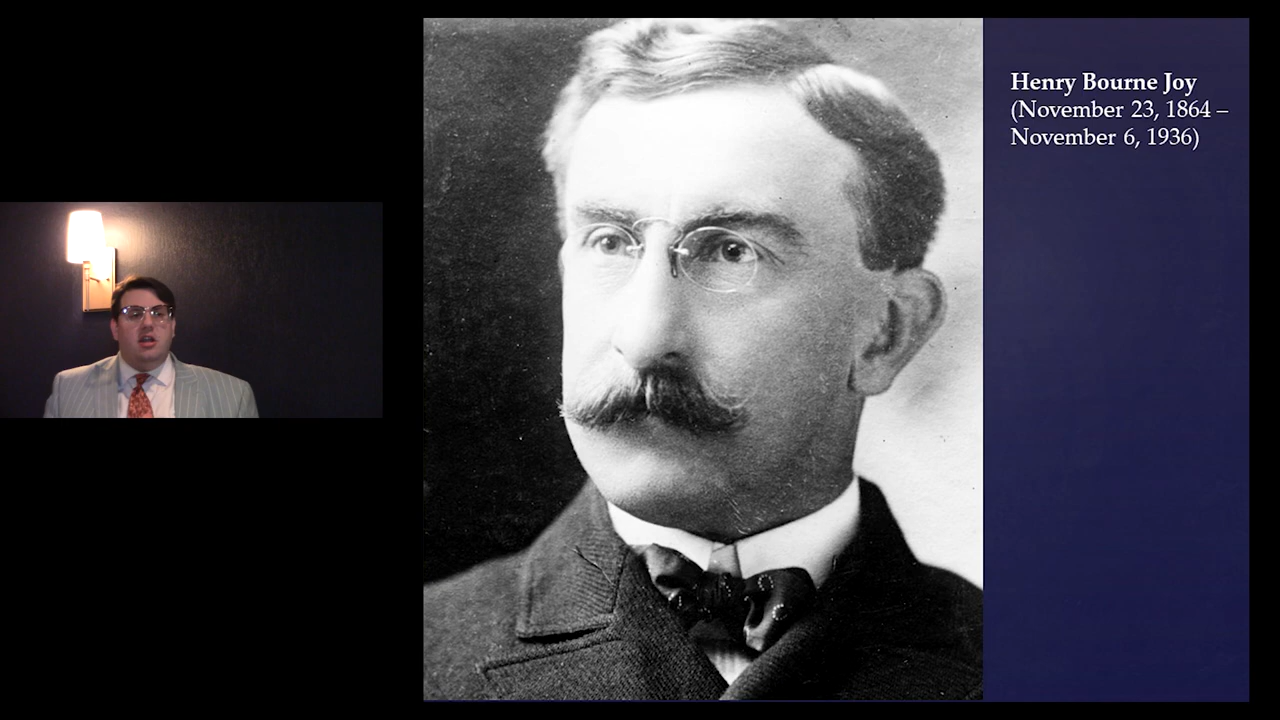 Henry Bourne Joy
(November 23, 1864 –
November 6, 1936)